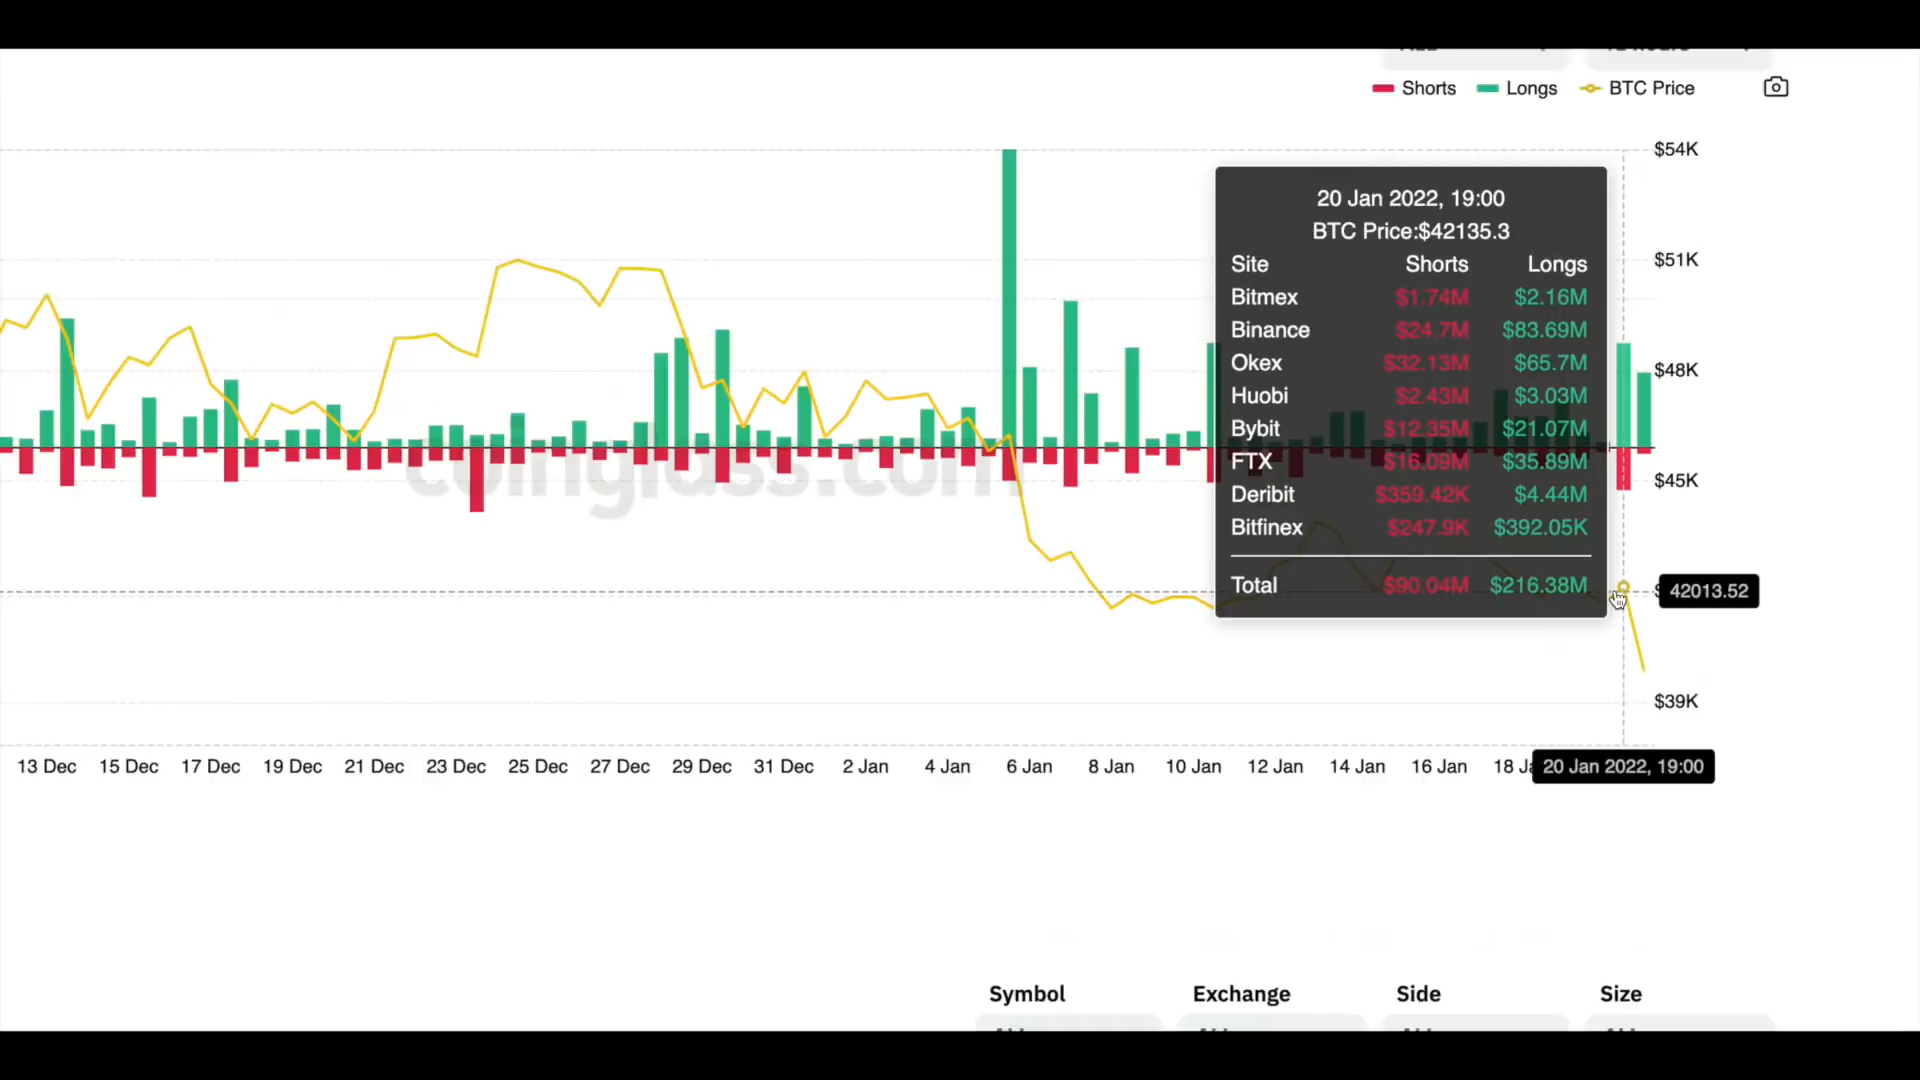 Shorts Longs BTC Price
$54K
$51K
$48K
$45K
$39K
20 Jan 2022, 19:00
BTC Price:$42135.3
Site Shorts Longs
Bitmex $1.74M $2.16M
Binance $24.7M $83.69M
Okex $32.13M $65.7M
Huobi $2.43M $3.03M
Bybit $12.35M $21.07M
FTX $16.09M $35.89M
Deribit $359.42K $4.44M
Bitfinex $247.9K $392.05K
Total $90.04M $216.38M
42013.52
coinglass.com
13 Dec 15 Dec 17 Dec 19 Dec 21 Dec 23 Dec 25 Dec 27 Dec 29 Dec 31 Dec 2 Jan 4 Jan 6 Jan 8 Jan 10 Jan 12 Jan 14 Jan 16 Jan 18 20 Jan 2022, 19:00
Symbol Exchange Side Size